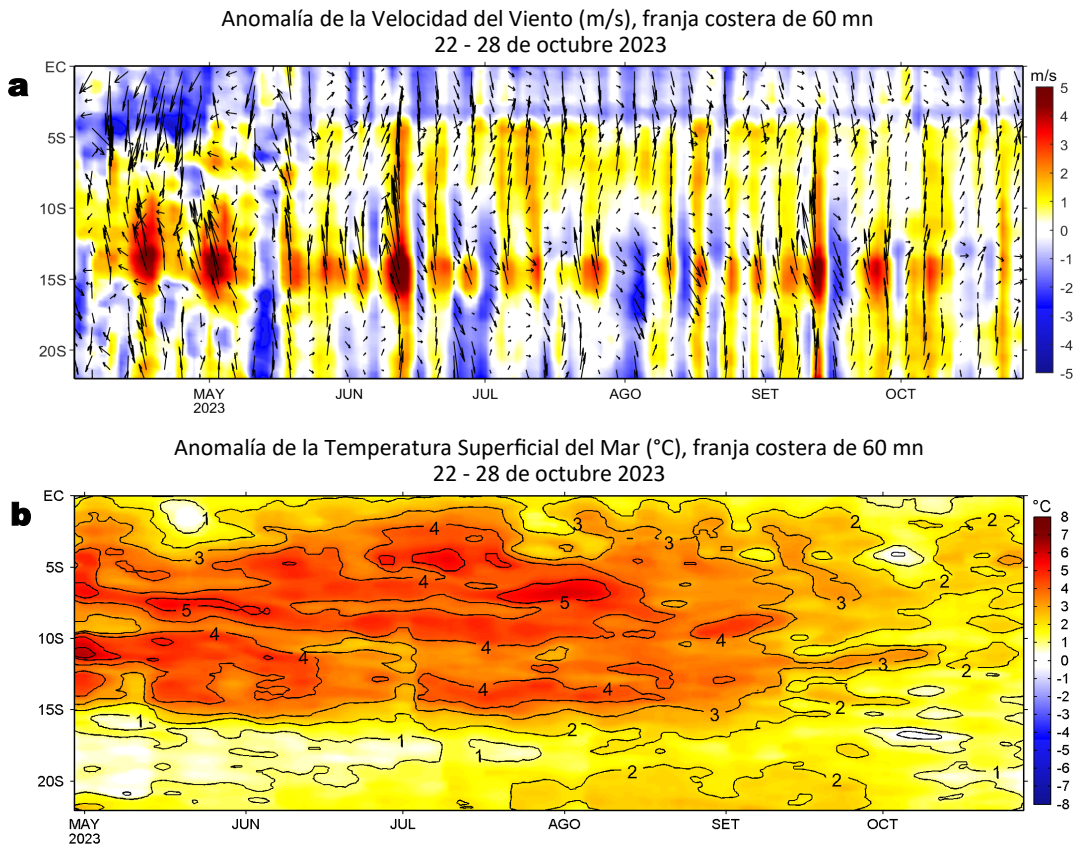 Anomalía de la Velocidad del Viento (m/s), franja costera de 60 mn
22 - 28 de octubre 2023
a
EC
5S
10S
15S
20S
MAY
2023
JUN
JUL
AGO
SET
OCT
m/s
5
4
3
2
1
0
-1
-2
-3
-4
-5
Anomalía de la Temperatura Superficial del Mar (°C), franja costera de 60 mn
22 - 28 de octubre 2023
b
EC
5S
10S
15S
20S
1
3
4
3
3
2
2
4
2
5
5
3
4
4
4
3
2
4
4
3
2
1
2
1
1
2
2
1
MAY
2023
JUN
JUL
AGO
SET
OCT
°C
8
7
6
5
4
3
2
1
0
-1
-2
-3
-4
-5
-6
-7
-8